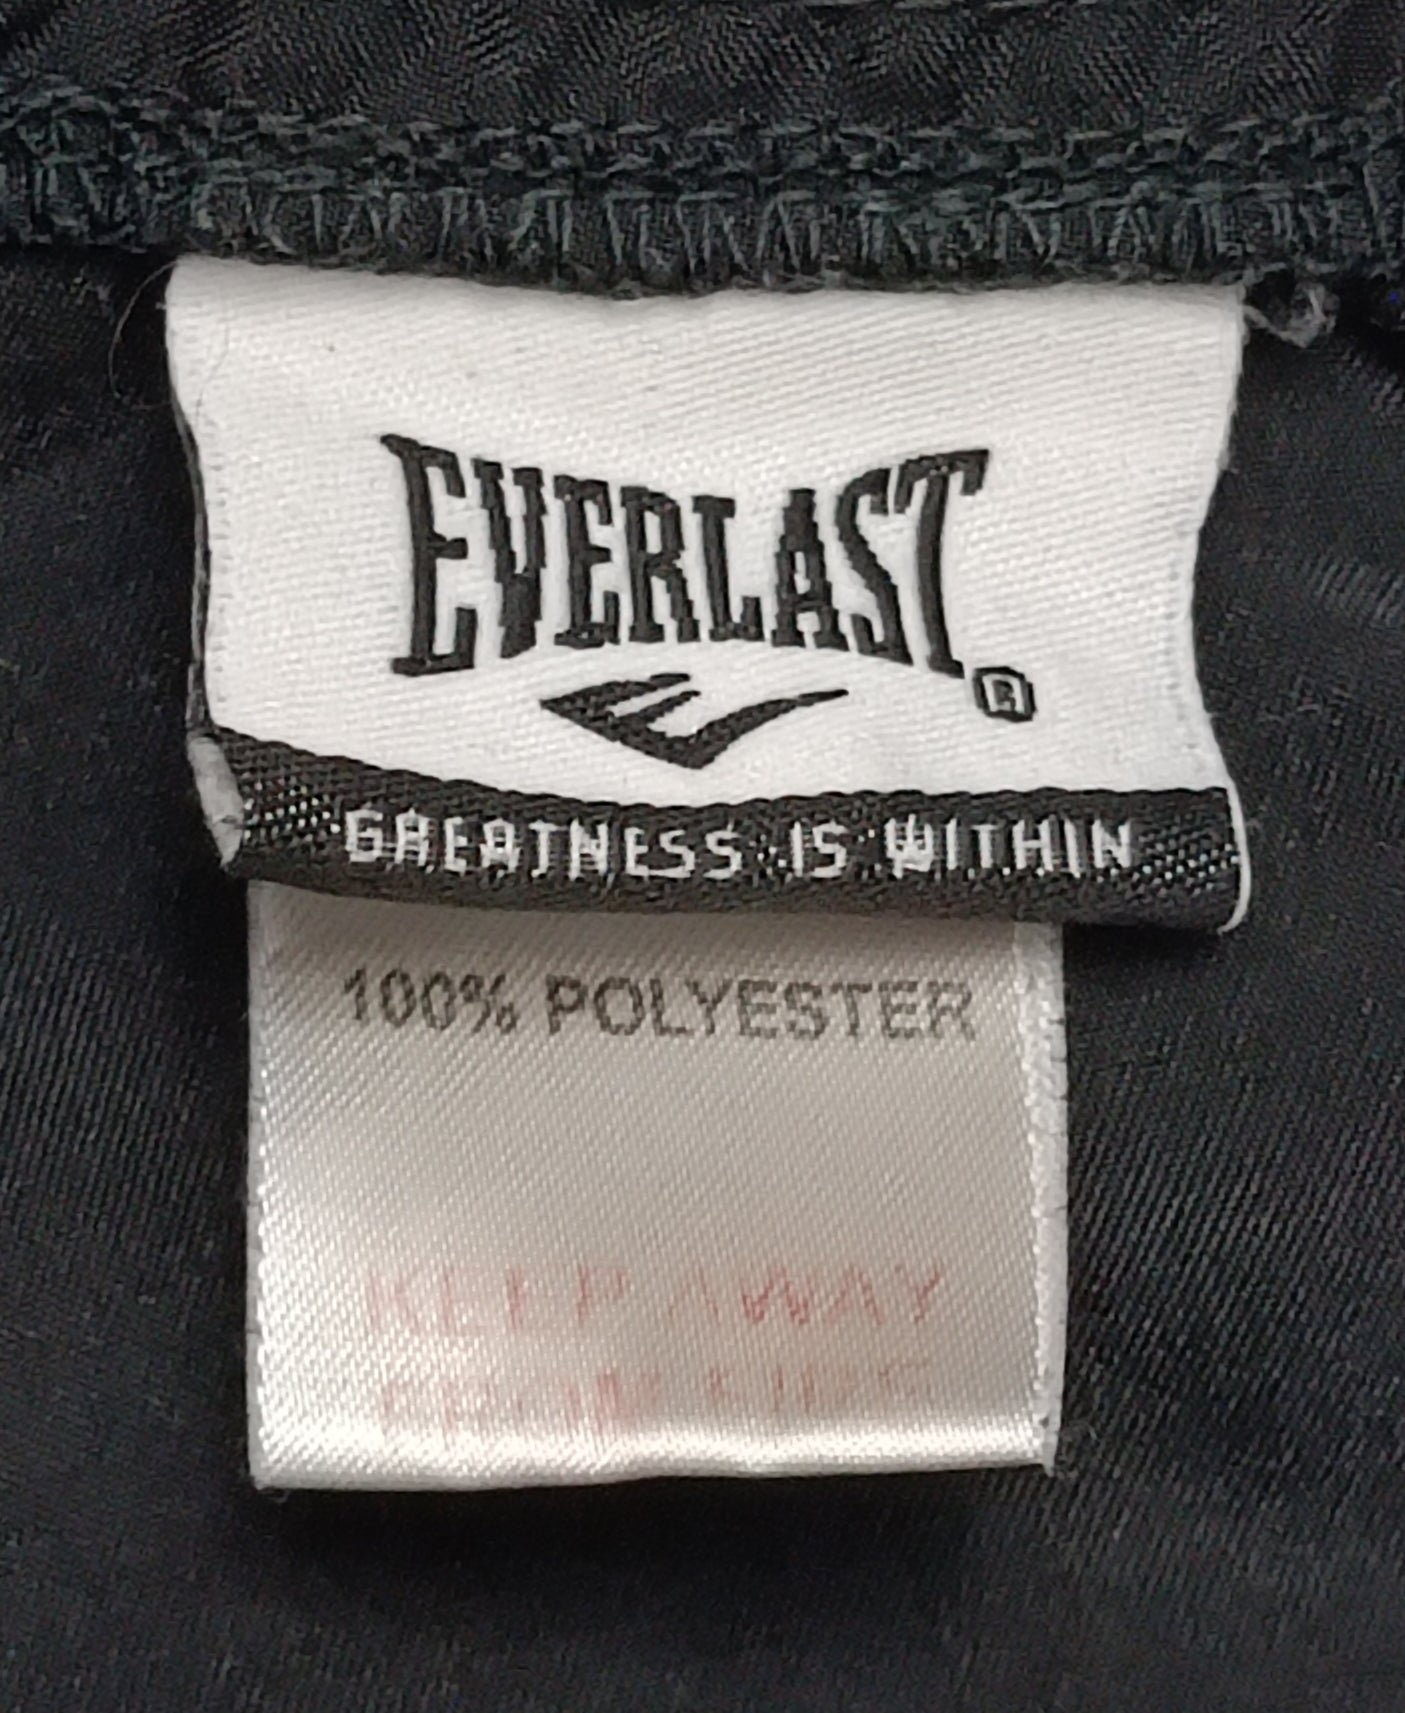 EVERLAST®
GREATNESS IS WITHIN
100% POLYESTER
KEEP AWAY
FROM FIRE